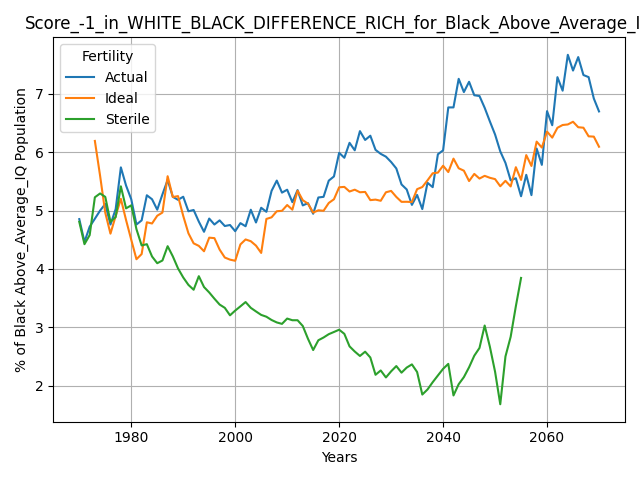 Score_-1_in_WHITE_BLACK_DIFFERENCE_RICH_for_Black_Above_Average_I
Fertility
Actual
Ideal
Sterile
% of Black Above_Average_IQ Population
7
6
5
4
3
2
1980
2000
2020
2040
2060
Years